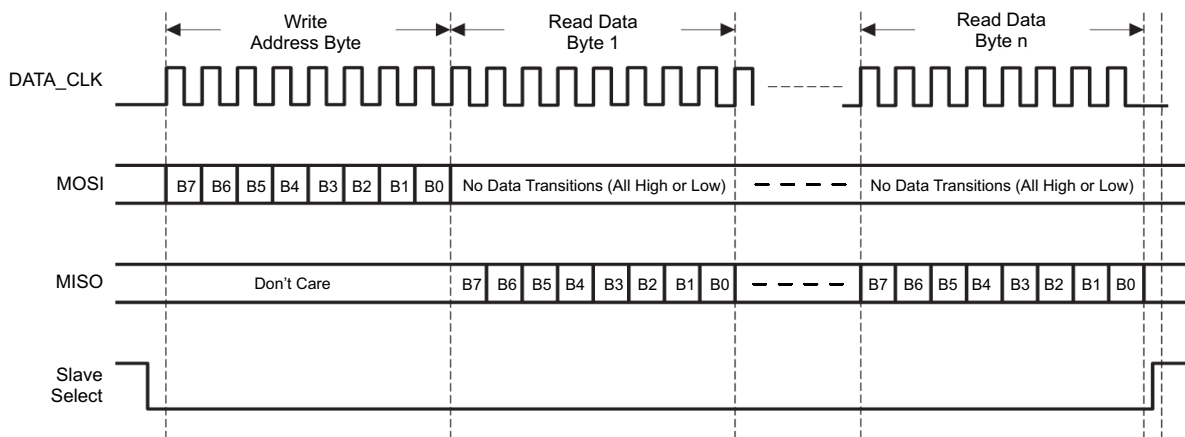 Write
Address Byte
Read Data
Byte 1
Read Data
Byte n
DATA_CLK
MOSI
B7 B6 B5 B4 B3 B2 B1 B0
No Data Transitions (All High or Low)
No Data Transitions (All High or Low)
MISO
Don't Care
B7 B6 B5 B4 B3 B2 B1 B0
B7 B6 B5 B4 B3 B2 B1 B0
Slave
Select